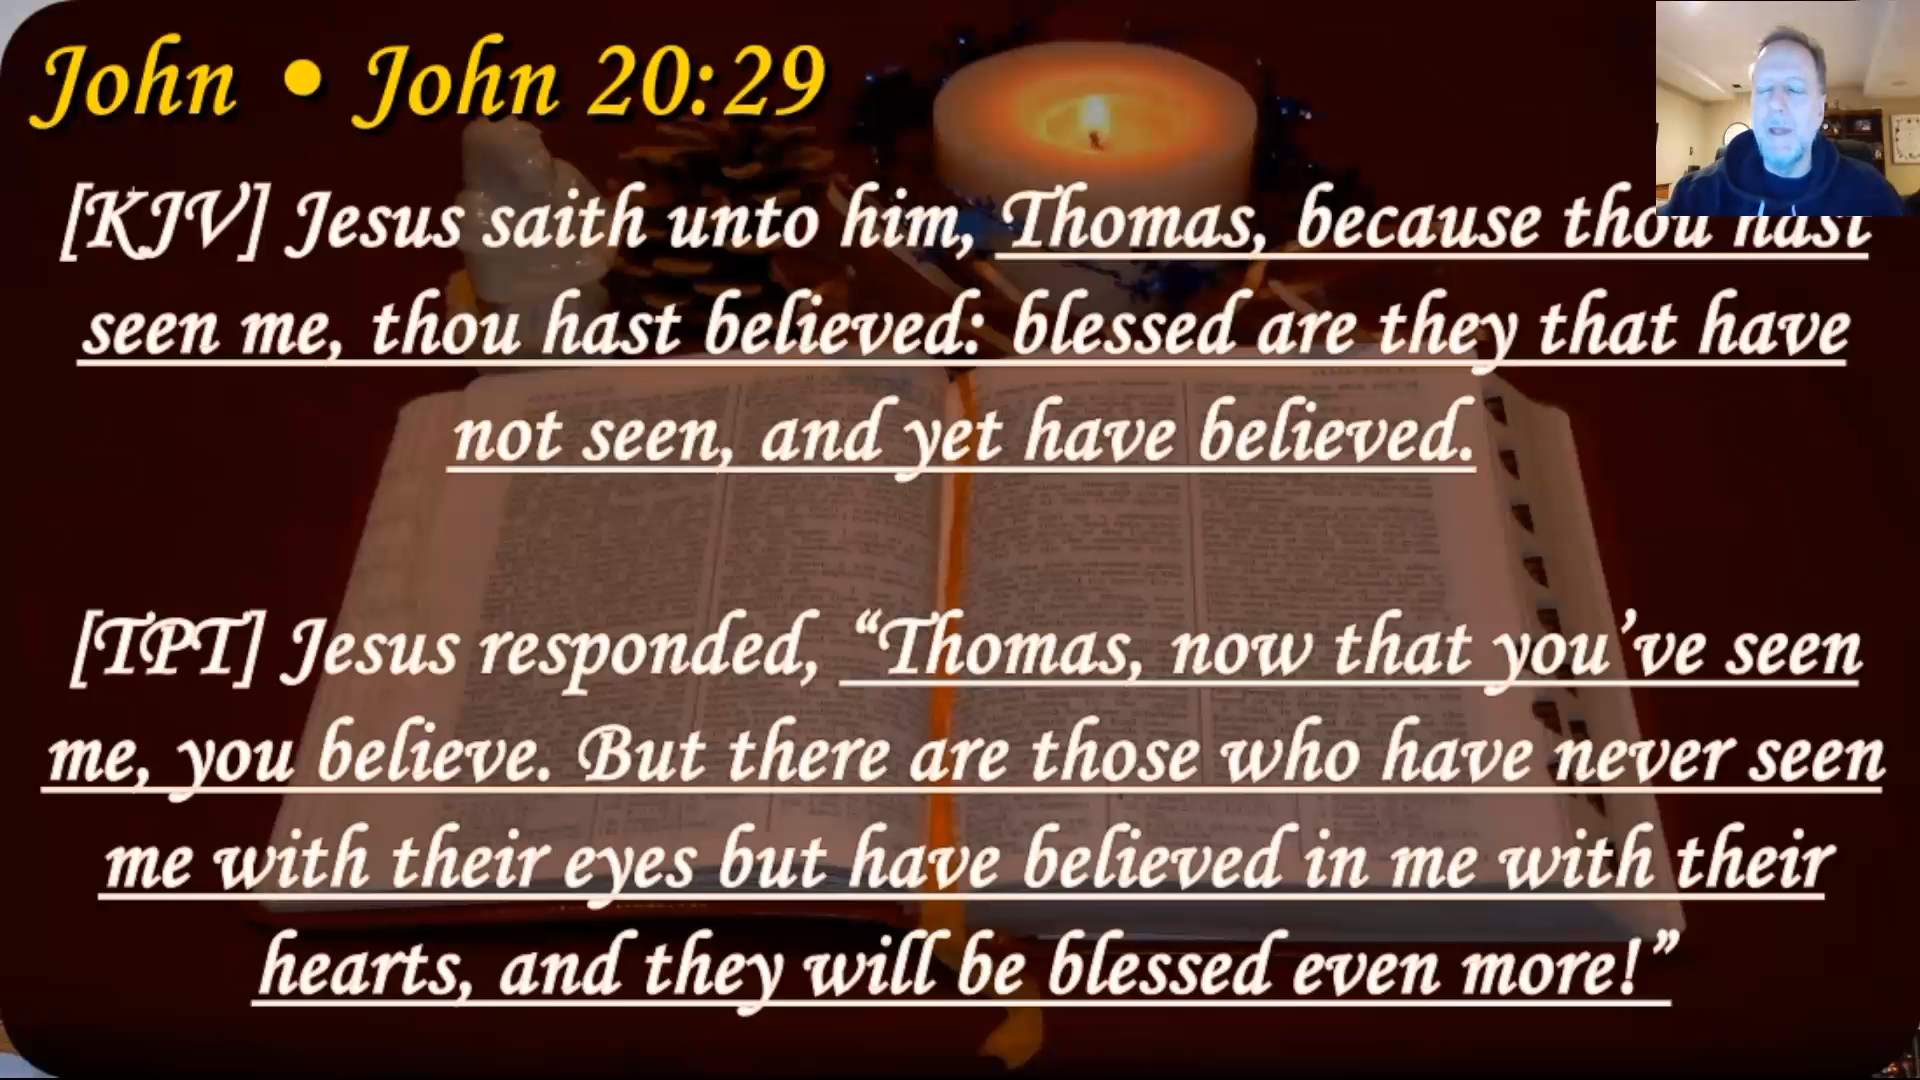 John • John 20:29
[KJV] Jesus saith unto him, Thomas, because thou hast
seen me, thou hast believed: blessed are they that have
not seen, and yet have believed.
[TPT] Jesus responded, “Thomas, now that you’ve seen
me, you believe. But there are those who have never seen
me with their eyes but have believed in me with their
hearts, and they will be blessed even more!”